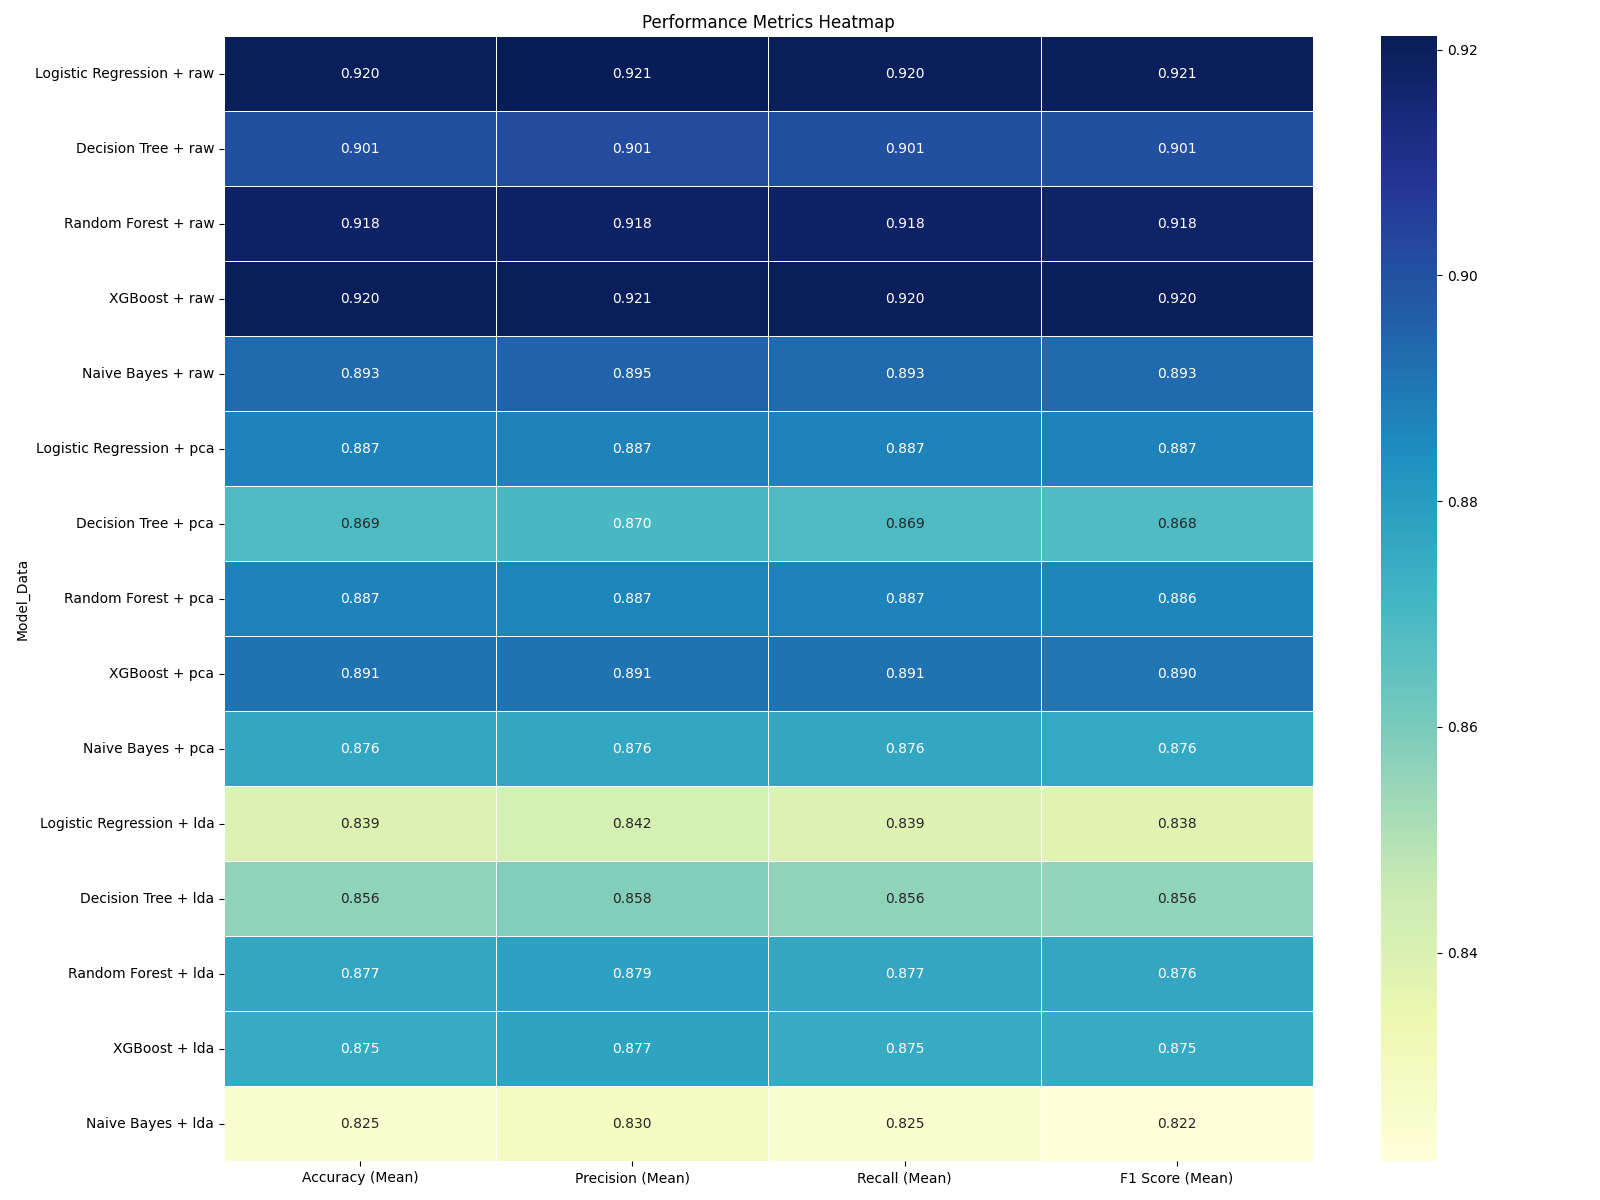 Performance Metrics Heatmap
Logistic Regression + raw 0.920 0.921 0.920 0.921
Decision Tree + raw 0.901 0.901 0.901 0.901
Random Forest + raw 0.918 0.918 0.918 0.918
XGBoost + raw 0.920 0.921 0.920 0.920
Naive Bayes + raw 0.893 0.895 0.893 0.893
Logistic Regression + pca 0.887 0.887 0.887 0.887
Decision Tree + pca 0.869 0.870 0.869 0.868
Random Forest + pca 0.887 0.887 0.887 0.886
XGBoost + pca 0.891 0.891 0.891 0.890
Naive Bayes + pca 0.876 0.876 0.876 0.876
Logistic Regression + lda 0.839 0.842 0.839 0.838
Decision Tree + lda 0.856 0.858 0.856 0.856
Random Forest + lda 0.877 0.879 0.877 0.876
XGBoost + lda 0.875 0.877 0.875 0.875
Naive Bayes + lda 0.825 0.830 0.825 0.822
Accuracy (Mean) Precision (Mean) Recall (Mean) F1 Score (Mean)
Model_Data
0.92
0.90
0.88
0.86
0.84